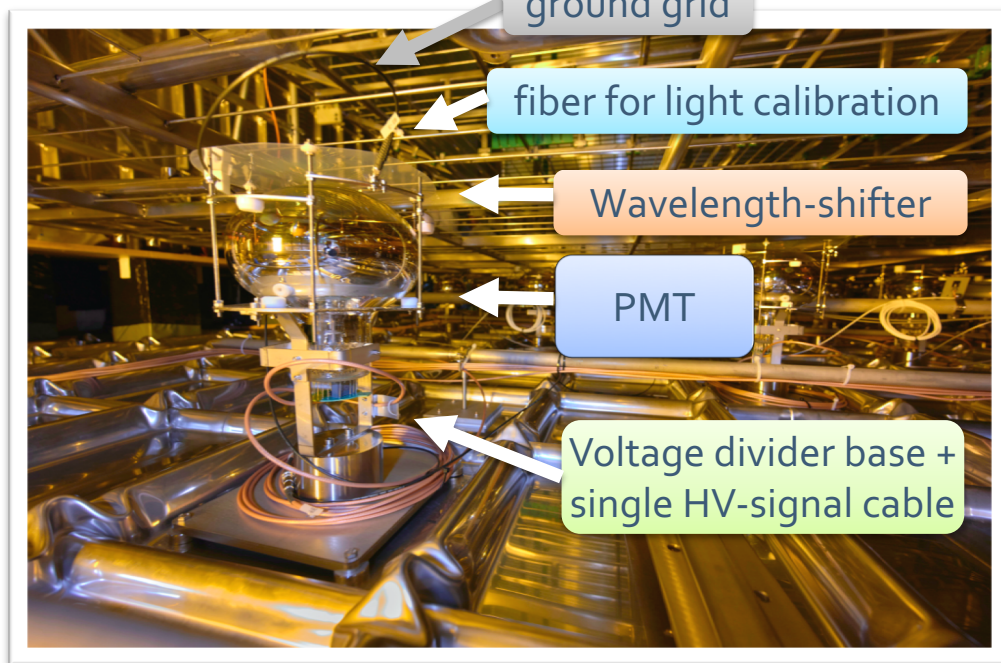 ground grid
fiber for light calibration
Wavelength-shifter
PMT
Voltage divider base +
single HV-signal cable